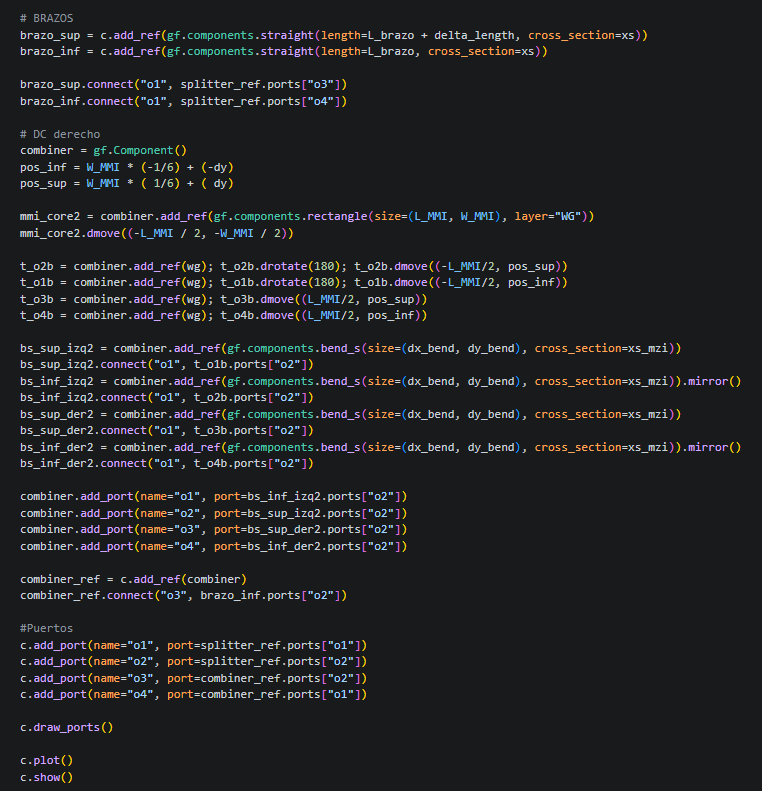 # BRAZOS
brazo_sup = c.add_ref(gf.components.straight(length=L_brazo + delta_length, cross_section=xs))
brazo_inf = c.add_ref(gf.components.straight(length=L_brazo, cross_section=xs))

brazo_sup.connect("o1", splitter_ref.ports["o3"])
brazo_inf.connect("o1", splitter_ref.ports["o4"])

# DC derecho
combiner = gf.Component()
pos_inf = W_MMI * (-1/6) + (-dy)
pos_sup = W_MMI * ( 1/6) + ( dy)

mmi_core2 = combiner.add_ref(gf.components.rectangle(size=(L_MMI, W_MMI), layer="WG"))
mmi_core2.dmove((-L_MMI / 2, -W_MMI / 2))

t_o2b = combiner.add_ref(wg); t_o2b.drotate(180); t_o2b.dmove((-L_MMI/2, pos_sup))
t_o1b = combiner.add_ref(wg); t_o1b.drotate(180); t_o1b.dmove((-L_MMI/2, pos_inf))
t_o3b = combiner.add_ref(wg); t_o3b.dmove((L_MMI/2, pos_sup))
t_o4b = combiner.add_ref(wg); t_o4b.dmove((L_MMI/2, pos_inf))

bs_sup_izq2 = combiner.add_ref(gf.components.bend_s(size=(dx_bend, dy_bend), cross_section=xs_mzi))
bs_sup_izq2.connect("o1", t_o1b.ports["o2"])
bs_inf_izq2 = combiner.add_ref(gf.components.bend_s(size=(dx_bend, dy_bend), cross_section=xs_mzi)).mirror()
bs_inf_izq2.connect("o1", t_o2b.ports["o2"])
bs_sup_der2 = combiner.add_ref(gf.components.bend_s(size=(dx_bend, dy_bend), cross_section=xs_mzi))
bs_sup_der2.connect("o1", t_o3b.ports["o2"])
bs_inf_der2 = combiner.add_ref(gf.components.bend_s(size=(dx_bend, dy_bend), cross_section=xs_mzi)).mirror()
bs_inf_der2.connect("o1", t_o4b.ports["o2"])

combiner.add_port(name="o1", port=bs_inf_izq2.ports["o2"])
combiner.add_port(name="o2", port=bs_sup_izq2.ports["o2"])
combiner.add_port(name="o3", port=bs_sup_der2.ports["o2"])
combiner.add_port(name="o4", port=bs_inf_der2.ports["o2"])

combiner_ref = c.add_ref(combiner)
combiner_ref.connect("o3", brazo_inf.ports["o2"])

#Puertos
c.add_port(name="o1", port=splitter_ref.ports["o1"])
c.add_port(name="o2", port=splitter_ref.ports["o2"])
c.add_port(name="o3", port=combiner_ref.ports["o2"])
c.add_port(name="o4", port=combiner_ref.ports["o1"])

c.draw_ports()

c.plot()
c.show()